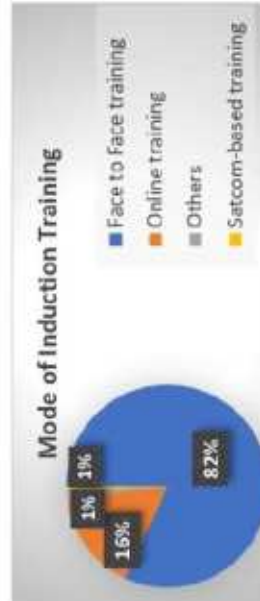 Mode of Induction Training
1%
1%
16%
82%
Face to Face training
Online training
Others
Satcom-based training